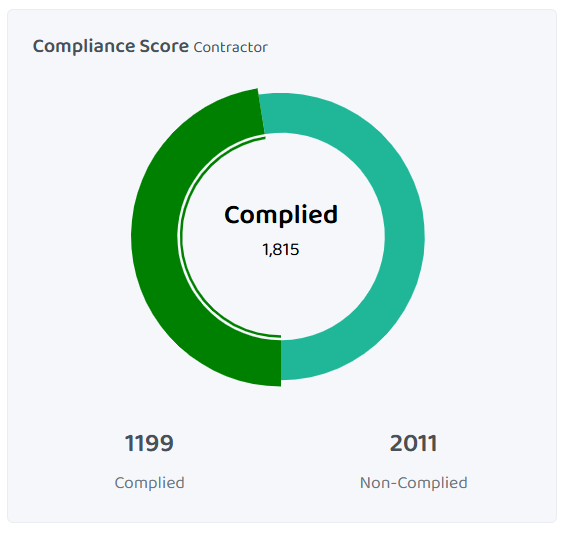 Compliance Score Contractor
Complied
1,815
1199 2011
Complied Non-Complied